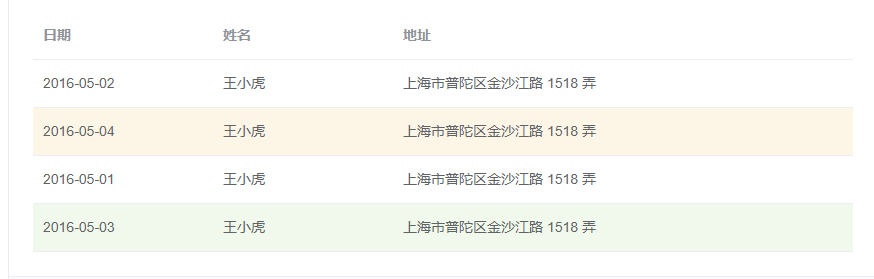 日期 姓名 地址
2016-05-02 王小虎 上海市普陀区金沙江路 1518 弄
2016-05-04 王小虎 上海市普陀区金沙江路 1518 弄
2016-05-01 王小虎 上海市普陀区金沙江路 1518 弄
2016-05-03 王小虎 上海市普陀区金沙江路 1518 弄